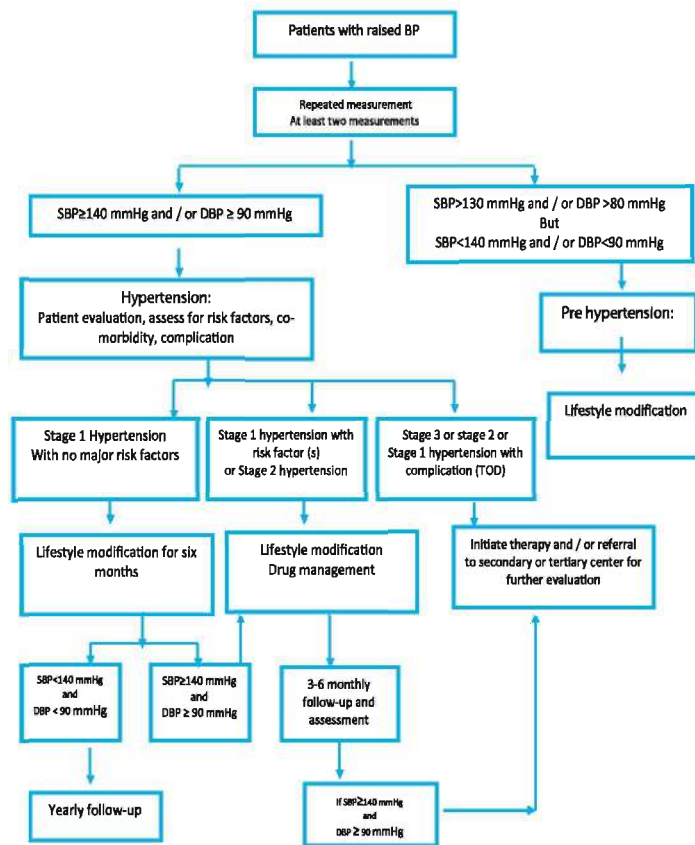 Patients with raised BP
Repeated measurement
At least two measurements
SBP≥140 mmHg and / or DBP ≥ 90 mmHg
SBP>130 mmHg and / or DBP >80 mmHg
But
SBP<140 mmHg and / or DBP<90 mmHg
Hypertension:
Patient evaluation, assess for risk factors, co-
morbidity, complication
Pre hypertension:
Lifestyle modification
Stage 1 Hypertension
With no major risk factors
Stage 1 hypertension with
risk factor (s)
or Stage 2 hypertension
Stage 3 or stage 2 or
Stage 1 hypertension with
complication (TOD)
Lifestyle modification for six
months
Lifestyle modification
Drug management
Initiate therapy and / or referral
to secondary or tertiary center for
further evaluation
SBP<140 mmHg
and
DBP < 90 mmHg
SBP≥140 mmHg
and
DBP ≥ 90 mmHg
3-6 monthly
follow-up and
assessment
Yearly follow-up
If SBP≥140 mmHg
and
DBP ≥ 90 mmHg